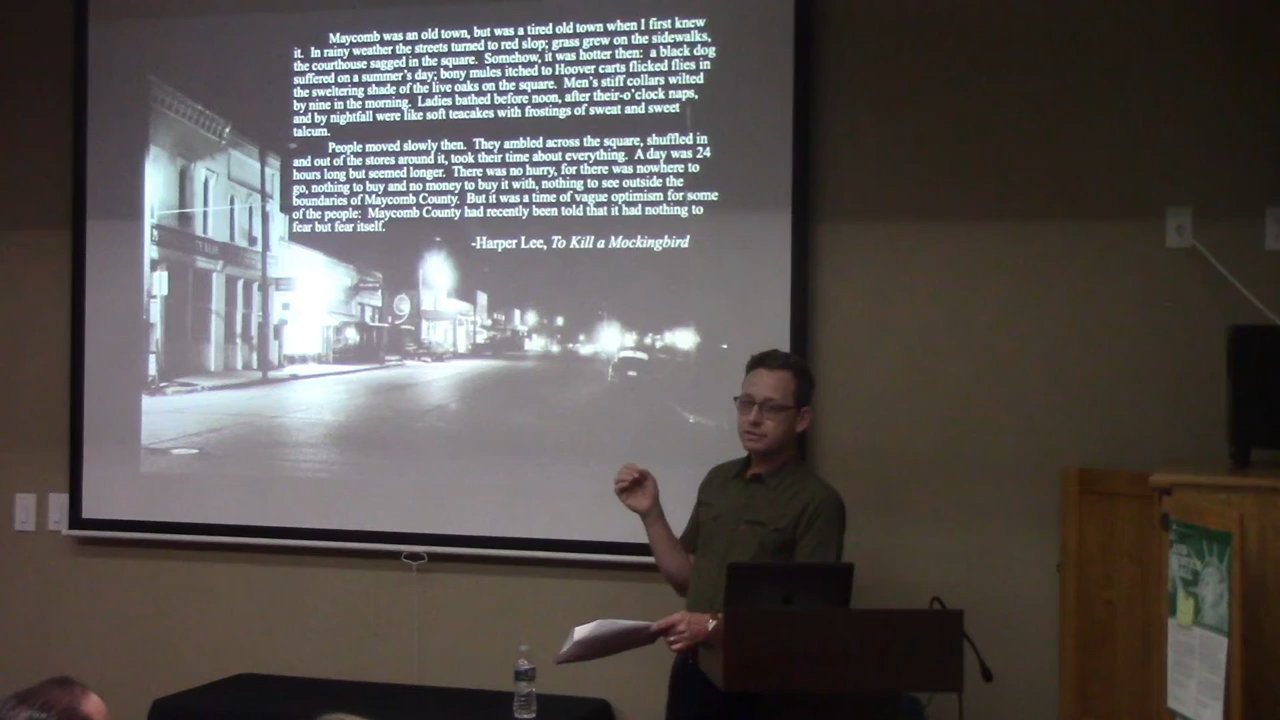 Maycomb was an old town, but was a tired old town when I first knew
it. In rainy weather the streets turned to red slop; grass grew on the sidewalks,
the courthouse sagged in the square. Somehow, it was hotter then: a black dog
suffered on a summer's day; bony mules itched to Hoover carts flicked flies in
the sweltering shade of the live oaks on the square. Men's stiff collars wilted
by nine in the morning. Ladies bathed before noon, after their-o'clock naps,
and by nightfall were like soft teacakes with frostings of sweat and sweet
talcum.
People moved slowly then. They ambled across the square, shuffled in
and out of the stores around it, took their time about everything. A day was 24
hours long but seemed longer. There was no hurry, for there was nowhere to
go, nothing to buy and no money to buy it with, nothing to see outside the
boundaries of Maycomb County. But it was a time of vague optimism for some
of the people: Maycomb County had recently been told that it had nothing to
fear but fear itself.
-Harper Lee, To Kill a Mockingbird